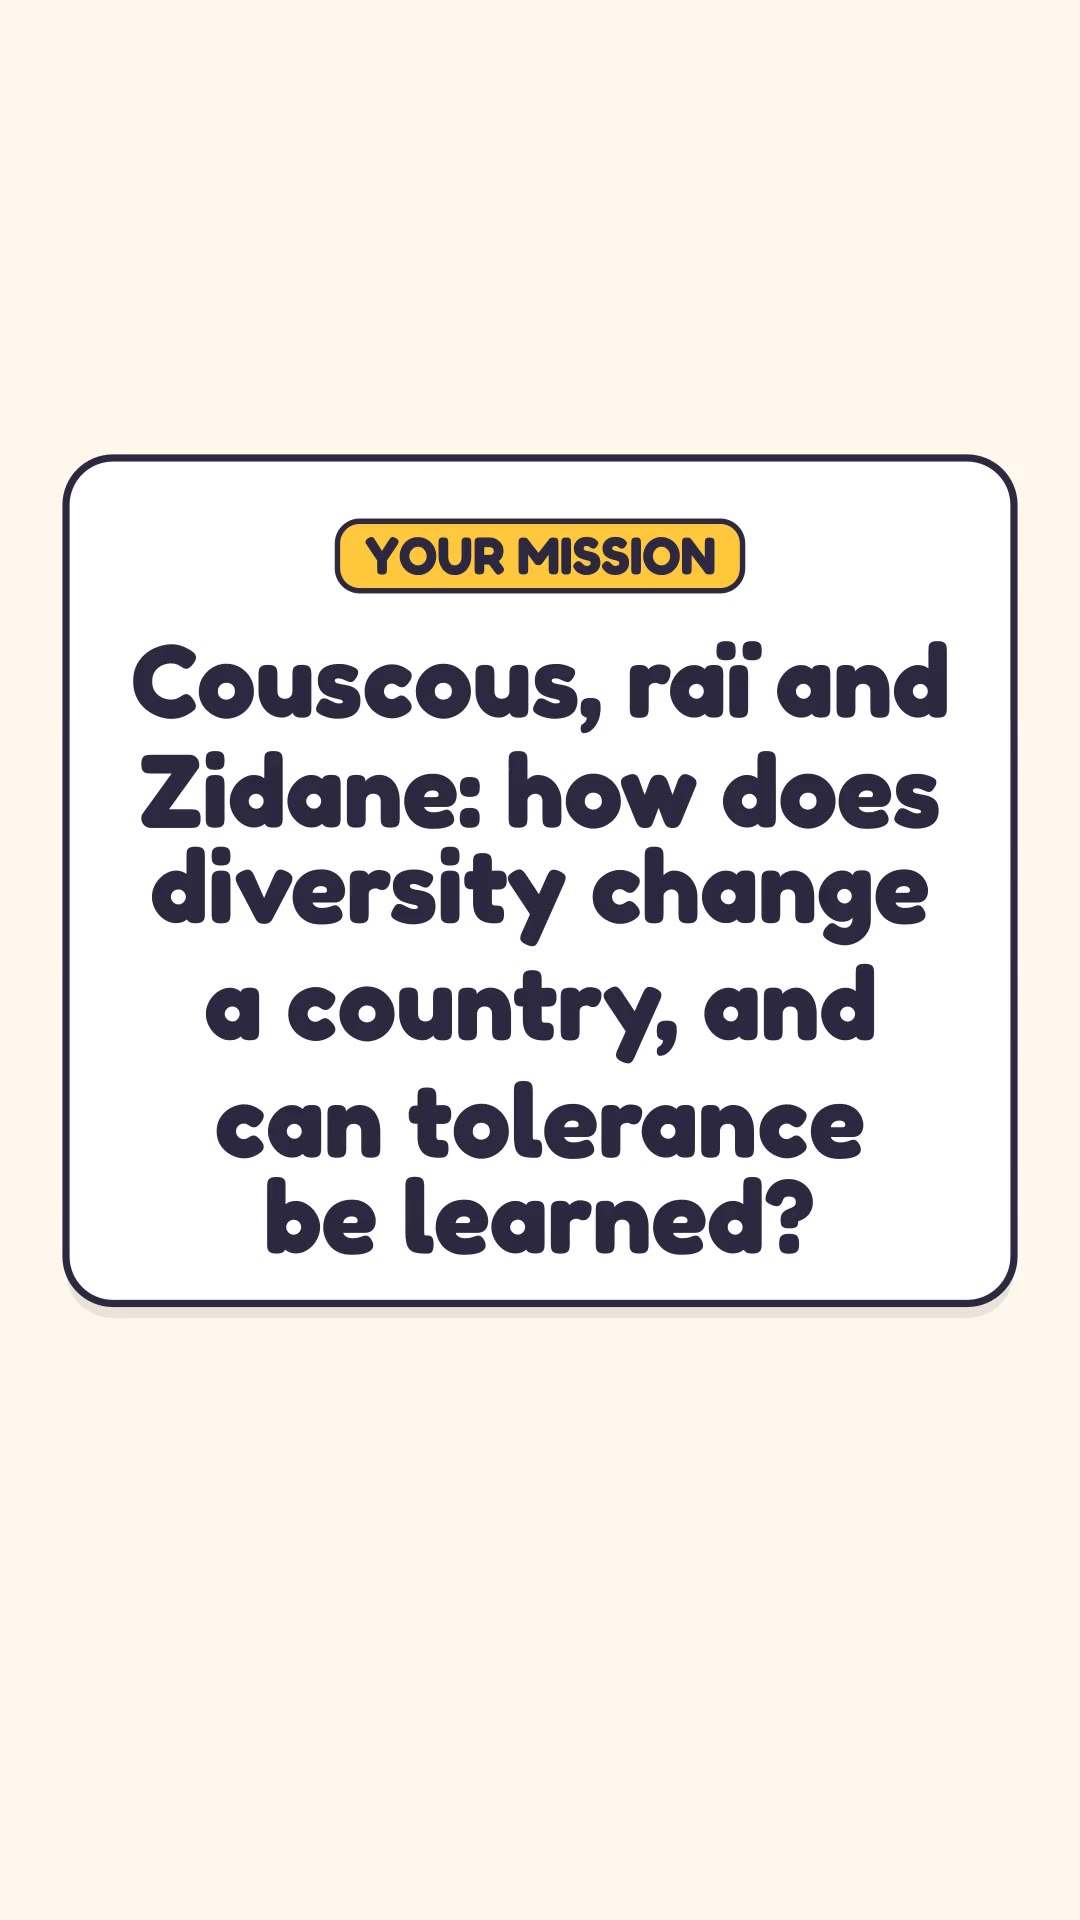 YOUR MISSION
Couscous, raï and
Zidane: how does
diversity change
a country, and
can tolerance
be learned?